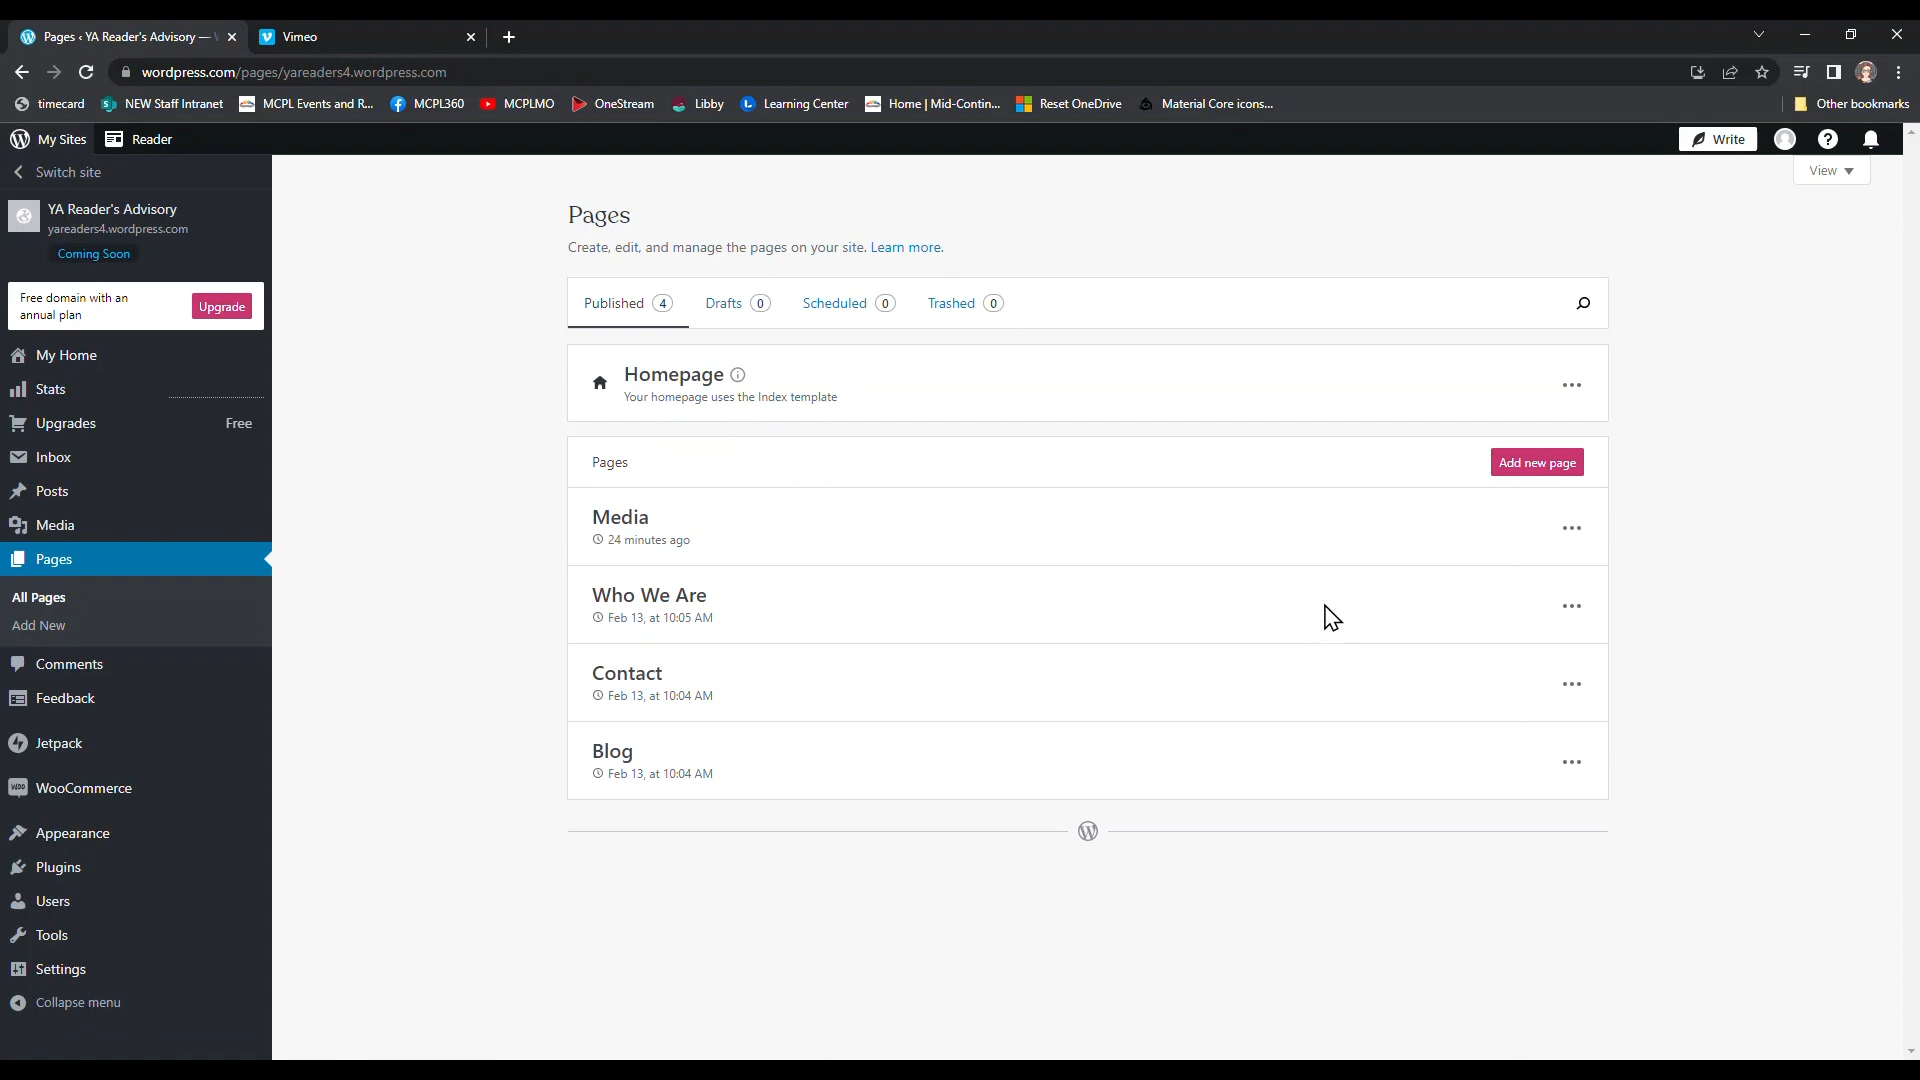 Pages ‹ YA Reader's Advisory —
Vimeo
wordpress.com/pages/yareaders4.wordpress.com
timecard
NEW Staff Intranet
MCPL Events and R...
MCPL360
MCPLMO
OneStream
Libby
Learning Center
Home | Mid-Contin...
Reset OneDrive
Material Core icons...
Other bookmarks
My Sites
Reader
Write
Switch site
View
YA Reader's Advisory
yareaders4.wordpress.com
Coming Soon
Free domain with an
annual plan
Upgrade
My Home
Stats
Upgrades
Free
Inbox
Posts
Media
Pages
All Pages
Add New
Comments
Feedback
Jetpack
WooCommerce
Appearance
Plugins
Users
Tools
Settings
Collapse menu
Pages
Create, edit, and manage the pages on your site. Learn more.
Published 4
Drafts 0
Scheduled 0
Trashed 0
Homepage
Your homepage uses the Index template
Pages
Add new page
Media
24 minutes ago
Who We Are
Feb 13, at 10:05 AM
Contact
Feb 13, at 10:04 AM
Blog
Feb 13, at 10:04 AM